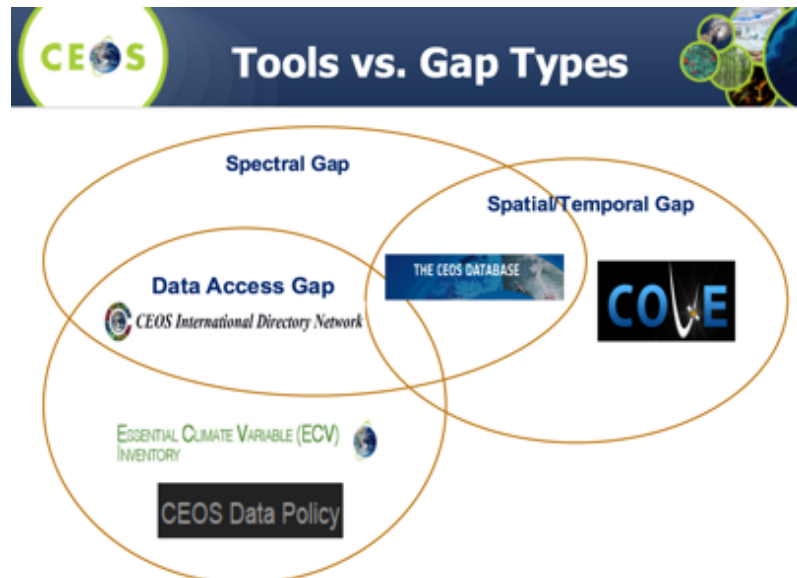 CEOS
Tools vs. Gap Types
Spectral Gap
Spatial/Temporal Gap
THE CEOS DATABASE
Data Access Gap
COVE
CEOS International Directory Network
ESSENTIAL CLIMATE VARIABLE (ECV)
INVENTORY
CEOS Data Policy